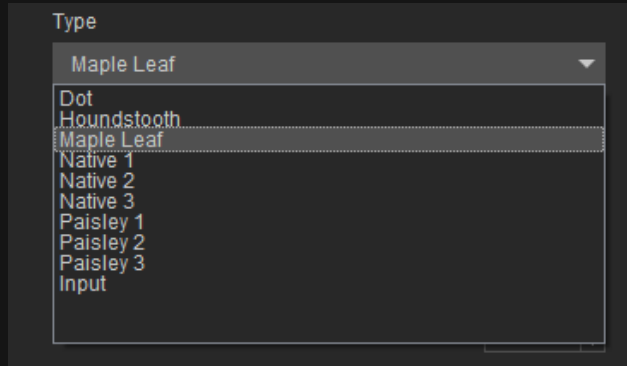 Type
Maple Leaf
Dot
Houndstooth
Maple Leaf
Native 1
Native 2
Native 3
Paisley 1
Paisley 2
Paisley 3
Input